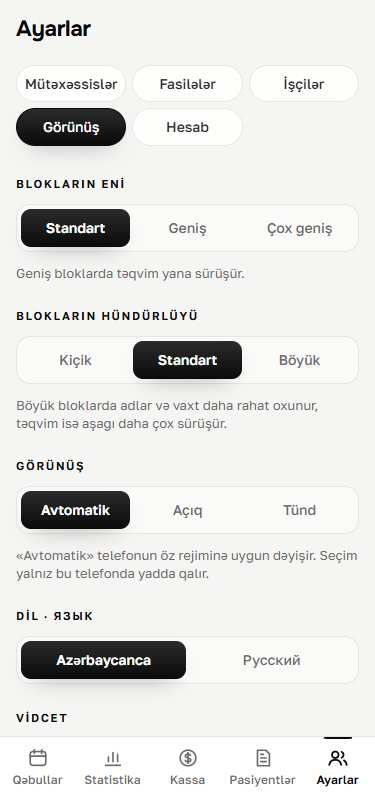 Ayarlar
Mütəxəssislər Fasilələr İşçilər
Görünüş Hesab
BLOKLARIN ENİ
Standart Geniş Çox geniş
Geniş bloklarda təqvim yana sürüşür.
BLOKLARIN HÜNDÜRLÜYÜ
Kiçik Standart Böyük
Böyük bloklarda adlar və vaxt daha rahat oxunur,
təqvim isə aşağı daha çox sürüşür.
GÖRÜNÜŞ
Avtomatik Açıq Tünd
«Avtomatik» telefonun öz rejiminə uyğun dəyişir. Seçim
yalnız bu telefonda yadda qalır.
DİL · ЯЗЫК
Azərbaycanca Русский
VİDCET
Qəbullar Statistika Kassa Pasiyentlər Ayarlar